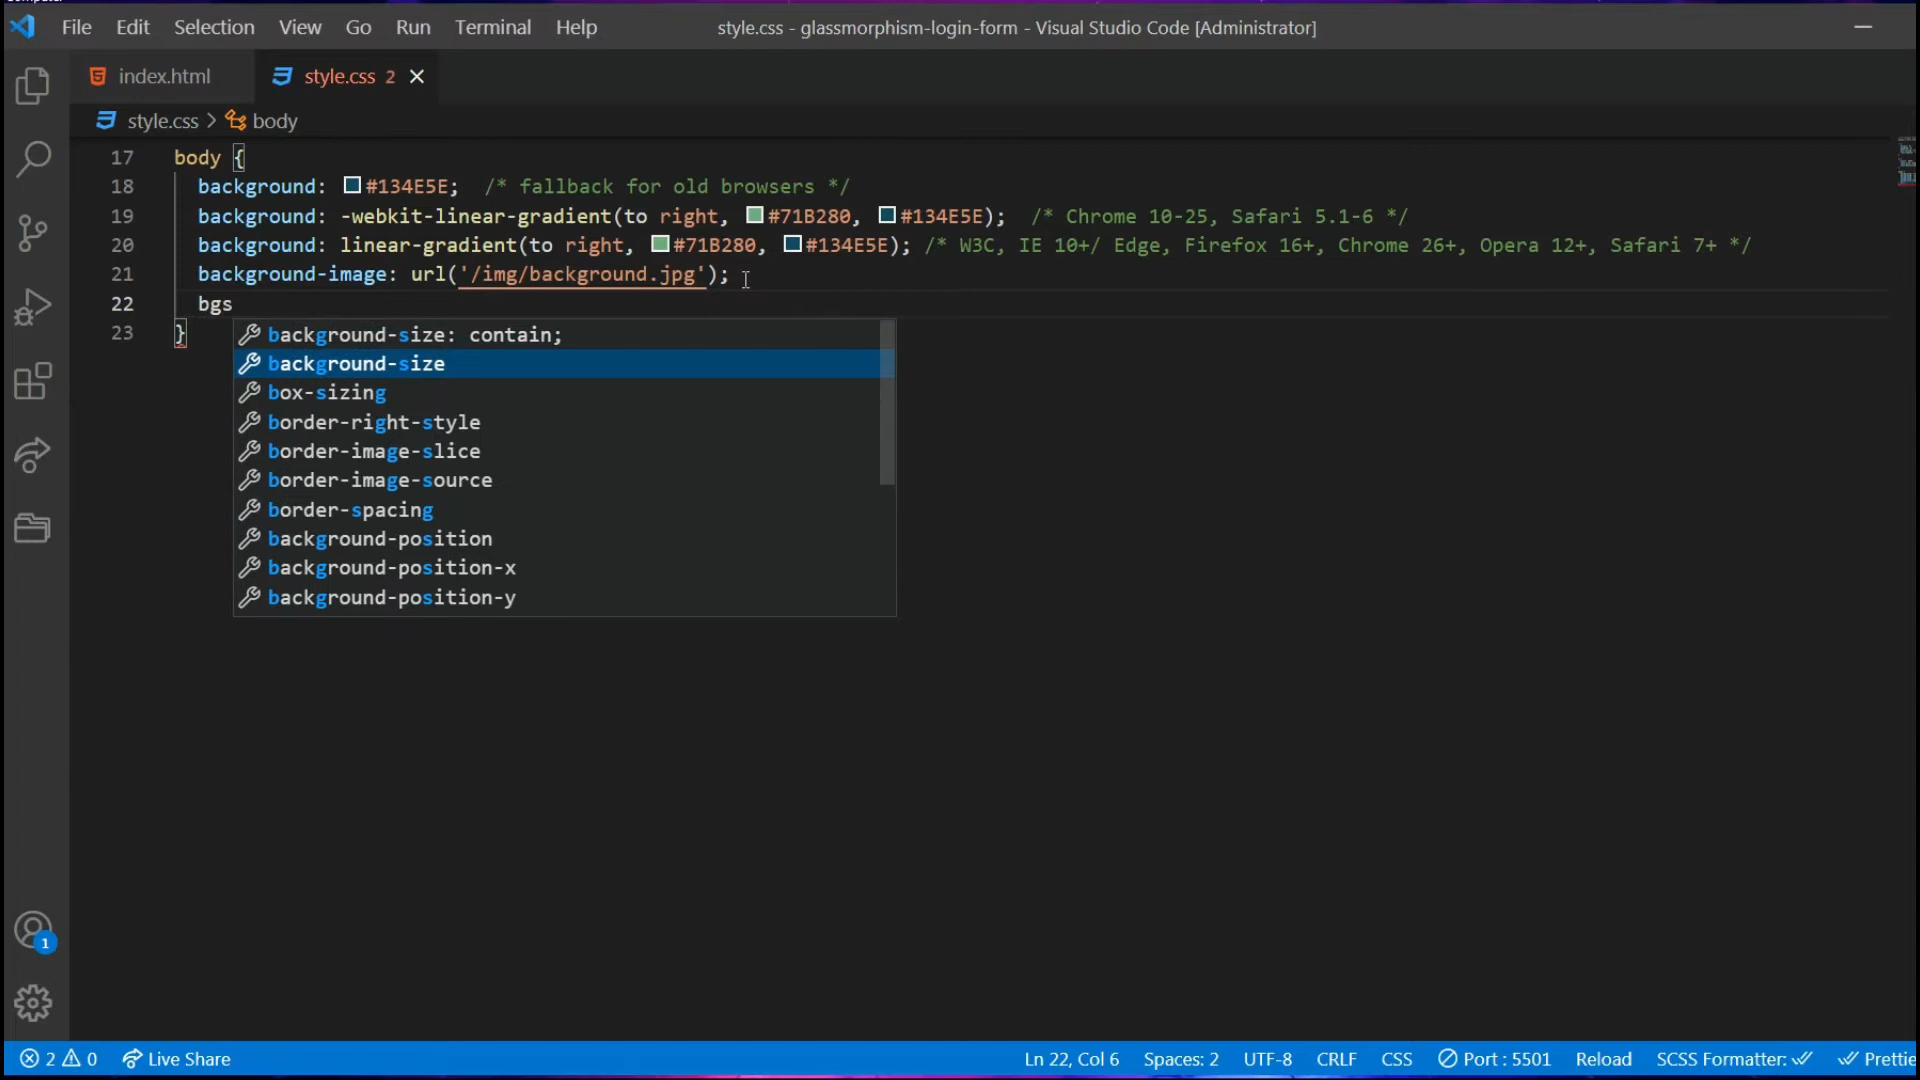 File Edit Selection View Go Run Terminal Help style.css - glassmorphism-login-form - Visual Studio Code [Administrator]
index.html style.css 2
style.css > body
17 body {
18 background: #134E5E; /* fallback for old browsers */
19 background: -webkit-linear-gradient(to right, #71B280, #134E5E); /* Chrome 10-25, Safari 5.1-6 */
20 background: linear-gradient(to right, #71B280, #134E5E); /* W3C, IE 10+/ Edge, Firefox 16+, Chrome 26+, Opera 12+, Safari 7+ */
21 background-image: url('/img/background.jpg');
22 bgs
23 }
background-size: contain;
background-size
box-sizing
border-right-style
border-image-slice
border-image-source
border-spacing
background-position
background-position-x
background-position-y
1
2 0 Live Share Ln 22, Col 6 Spaces: 2 UTF-8 CRLF CSS Port : 5501 Reload SCSS Formatter: Prettie